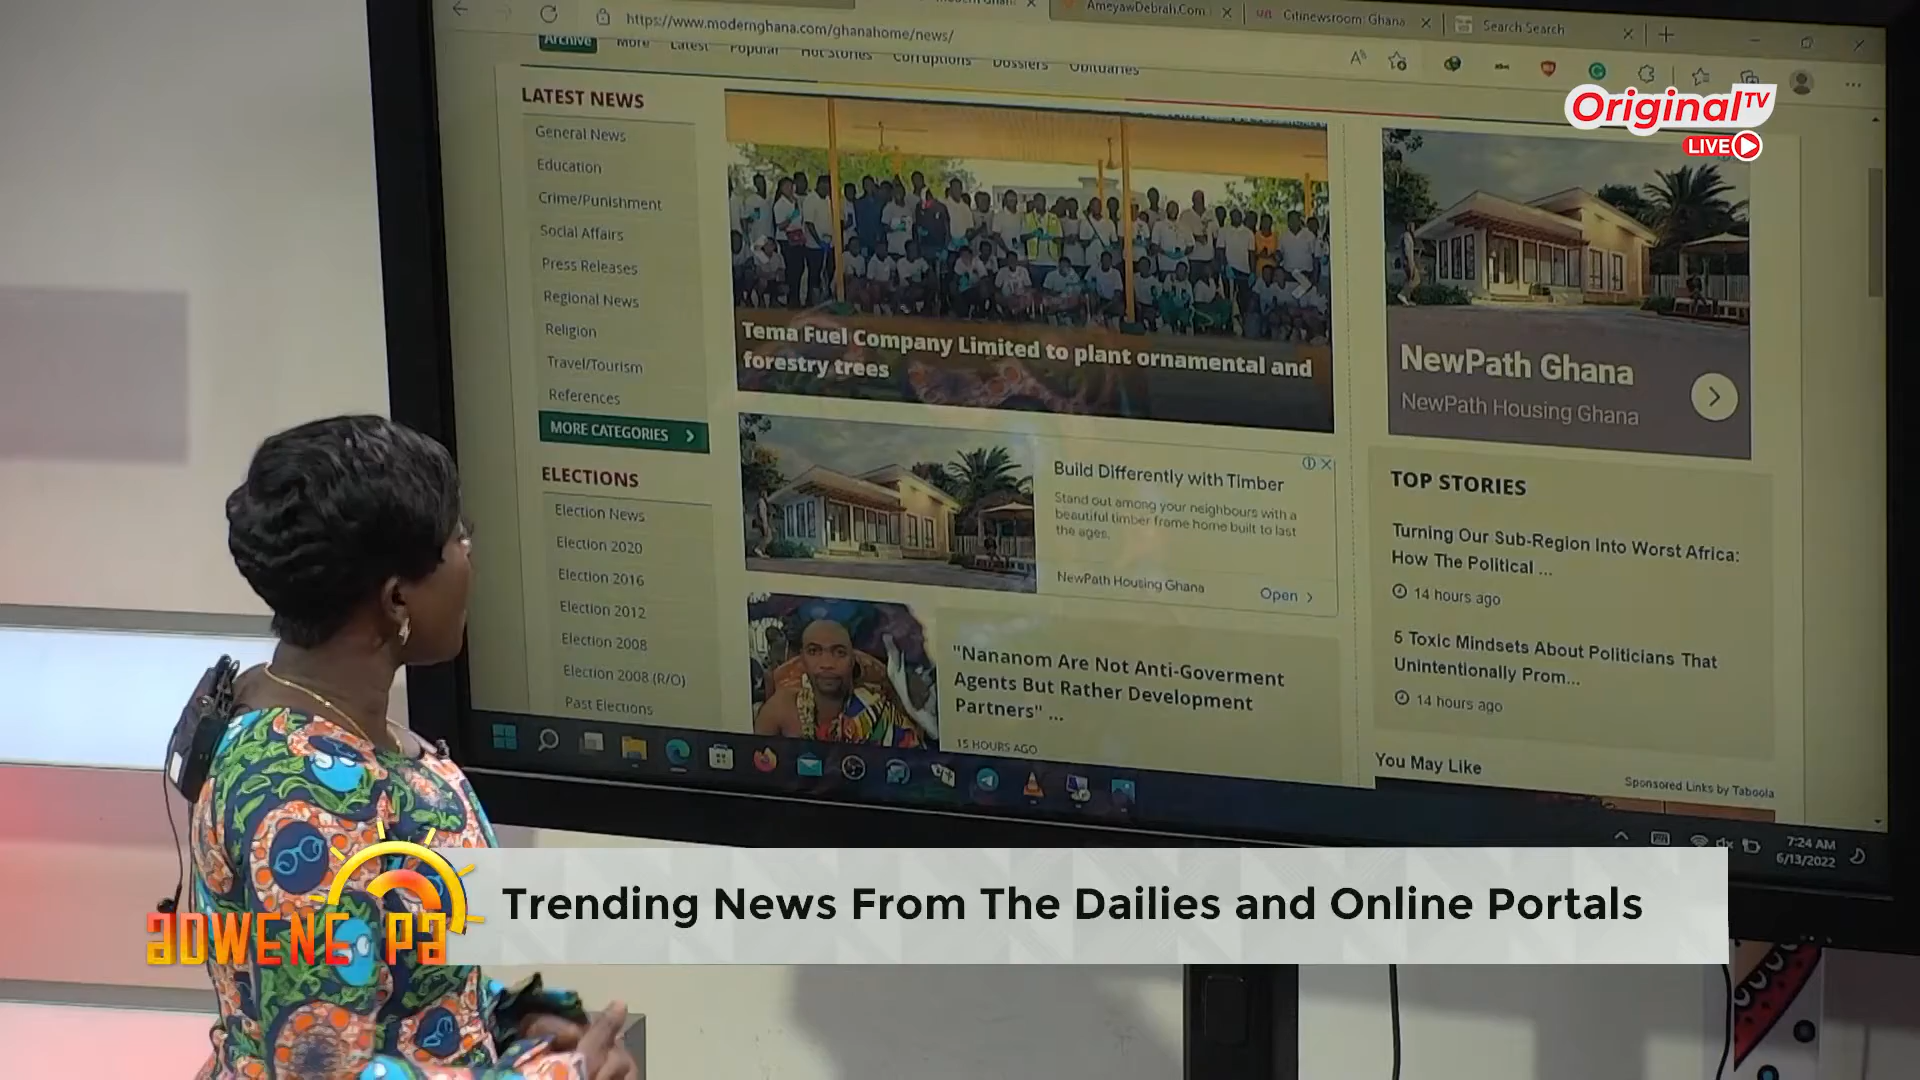 Modern Ghana
AmeyawDebrah.Com
Citinewsroom: Ghana
Search Search
https://www.modernghana.com/ghanahome/news/
Archive
More
Latest
Popular
Hot Stories
Corruptions
Dossiers
Obituaries
OriginalTV
LIVE
LATEST NEWS
General News
Education
Crime/Punishment
Social Affairs
Press Releases
Regional News
Religion
Travel/Tourism
References
MORE CATEGORIES
ELECTIONS
Election News
Election 2020
Election 2016
Election 2012
Election 2008
Election 2008 (R/O)
Past Elections
Tema Fuel Company Limited to plant ornamental and
forestry trees
Build Differently with Timber
Stand out among your neighbours with a
beautiful timber frame home built to last
the ages.
NewPath Housing Ghana
Open
"Nananom Are Not Anti-Goverment
Agents But Rather Development
Partners" ...
15 HOURS AGO
NewPath Ghana
NewPath Housing Ghana
TOP STORIES
Turning Our Sub-Region Into Worst Africa:
How The Political ...
14 hours ago
5 Toxic Mindsets About Politicians That
Unintentionally Prom...
14 hours ago
You May Like
Sponsored Links by Taboola
7:24 AM
6/13/2022
ADWENE PA
Trending News From The Dailies and Online Portals